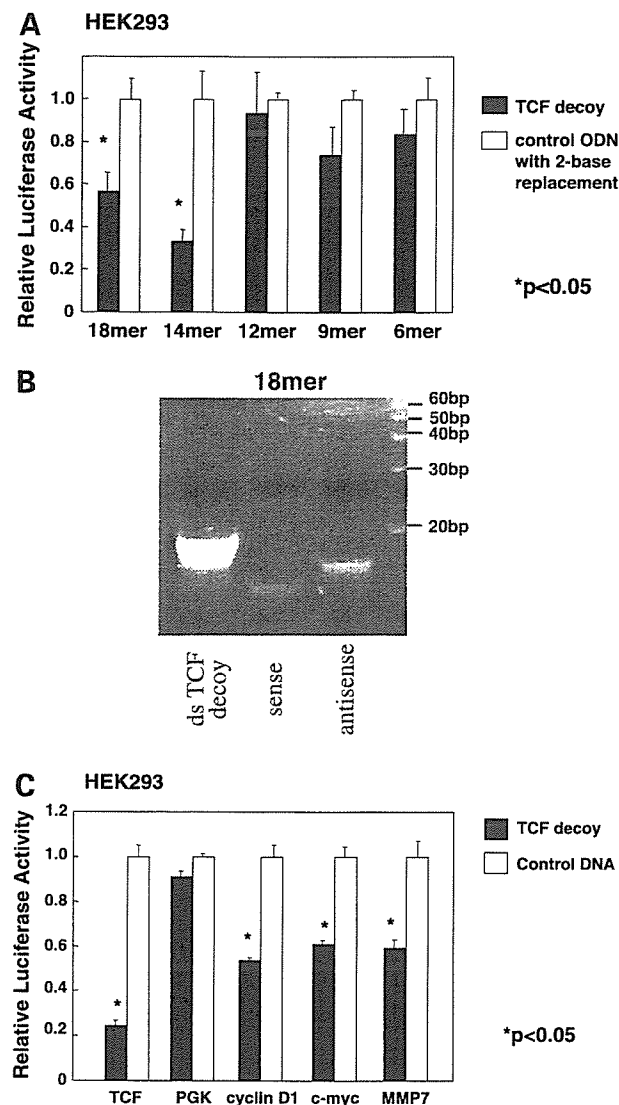 A HEK293
Relative Luciferase Activity
1.0
0.8
0.6
0.4
0.2
0
*
*
18mer 14mer 12mer 9mer 6mer
TCF decoy
control ODN
with 2-base
replacement
*p<0.05
B
18mer
60bp
50bp
40bp
30bp
20bp
ds TCF
decoy
sense
antisense
C HEK293
Relative Luciferase Activity
1.2
1.0
0.8
0.6
0.4
0.2
0
*
*
*
*
TCF PGK cyclin D1 c-myc MMP7
TCF decoy
Control DNA
*p<0.05